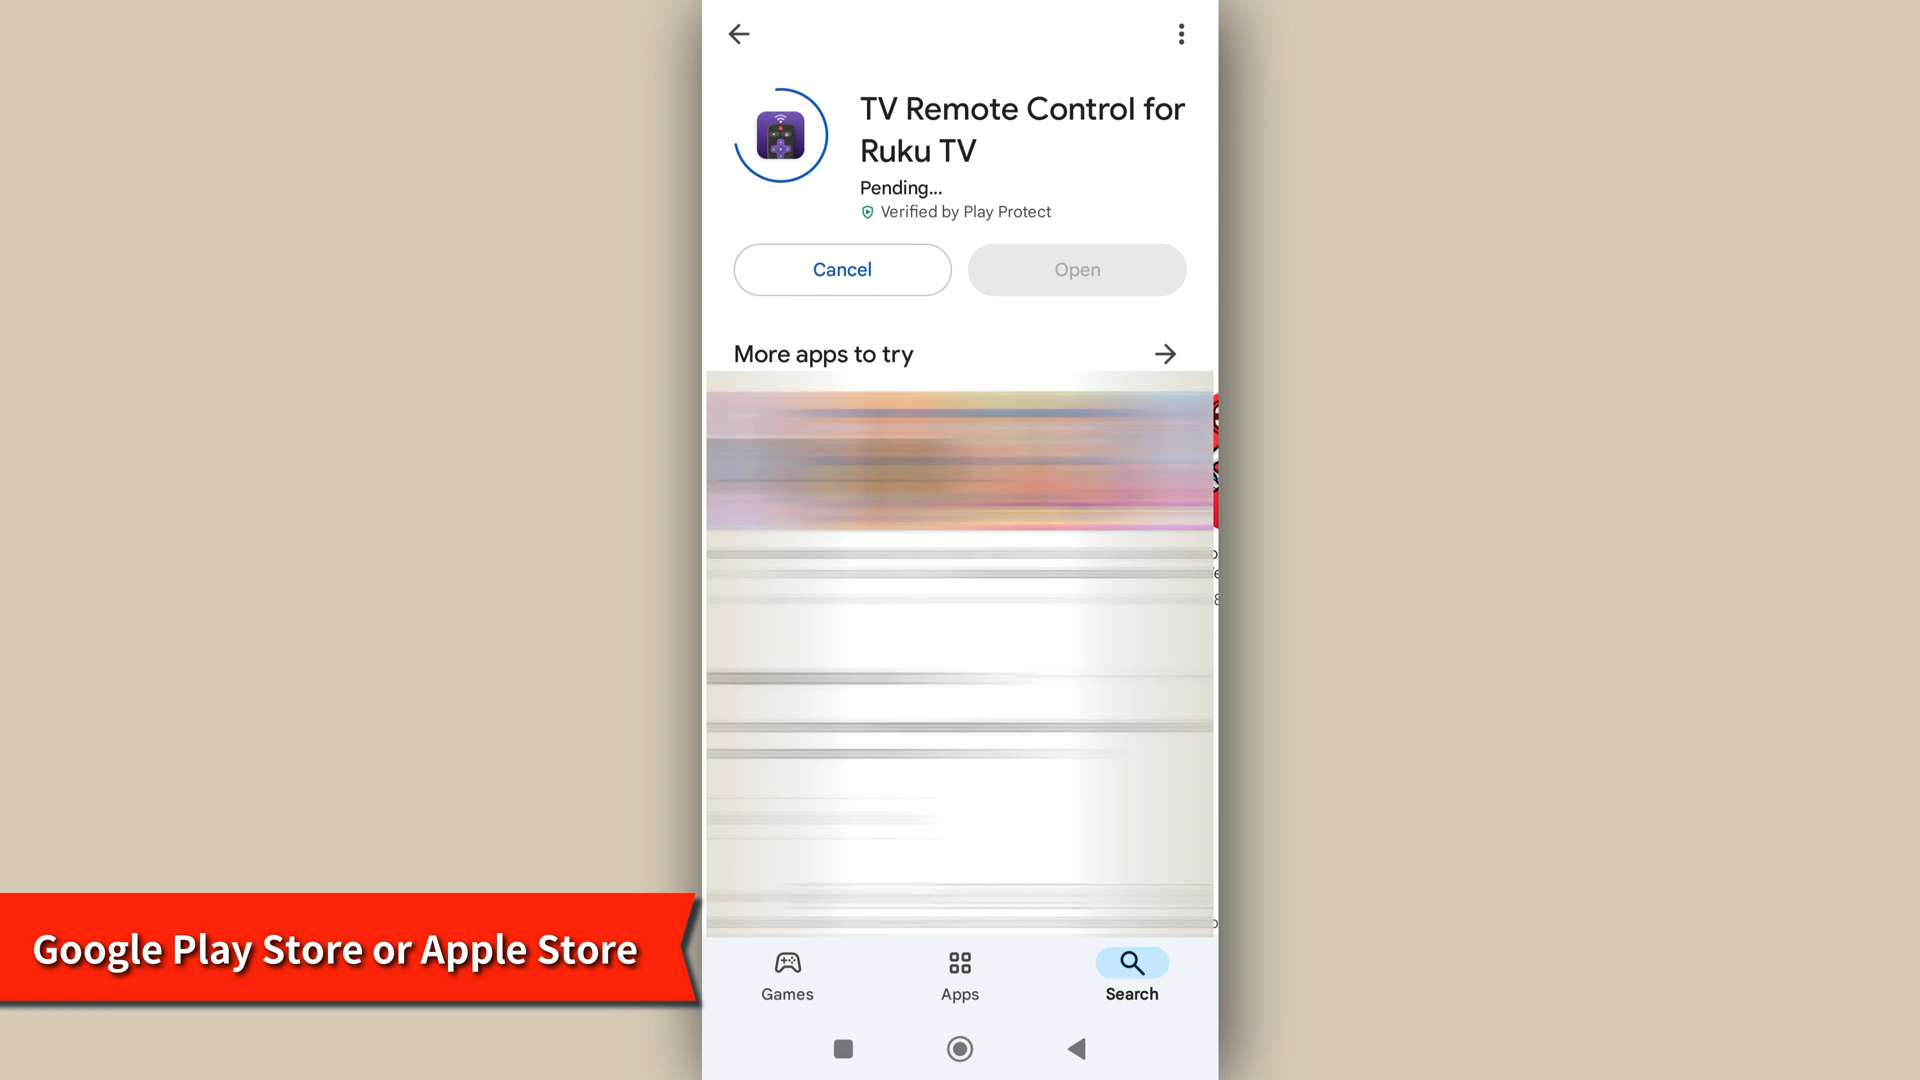 TV Remote Control for
Ruku TV
Pending...
Verified by Play Protect
Cancel
Open
More apps to try
Google Play Store or Apple Store
Games
Apps
Search